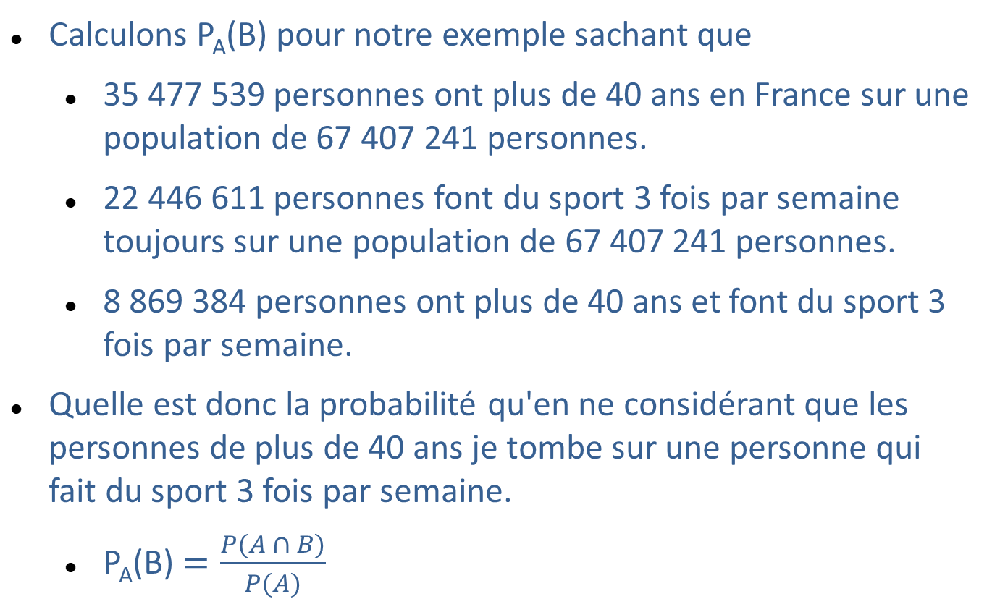 • Calculons P_A(B) pour notre exemple sachant que
• 35 477 539 personnes ont plus de 40 ans en France sur une
population de 67 407 241 personnes.
• 22 446 611 personnes font du sport 3 fois par semaine
toujours sur une population de 67 407 241 personnes.
• 8 869 384 personnes ont plus de 40 ans et font du sport 3
fois par semaine.
• Quelle est donc la probabilité qu'en ne considérant que les
personnes de plus de 40 ans je tombe sur une personne qui
fait du sport 3 fois par semaine.
• P_A(B) = P(A ∩ B) / P(A)